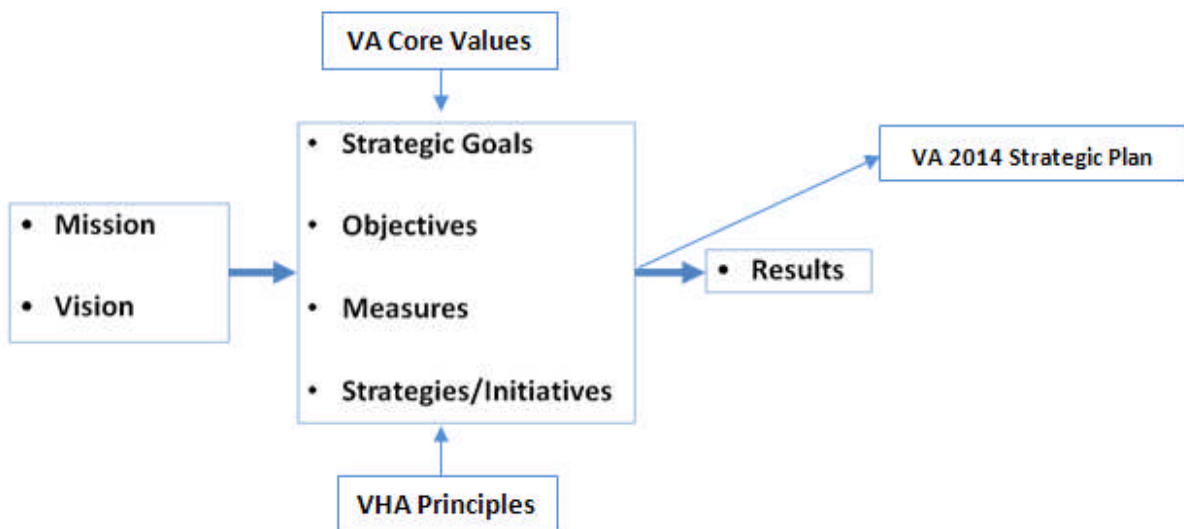 VA Core Values
• Strategic Goals
VA 2014 Strategic Plan
• Mission
• Objectives
• Results
• Vision
• Measures
• Strategies/Initiatives
VHA Principles